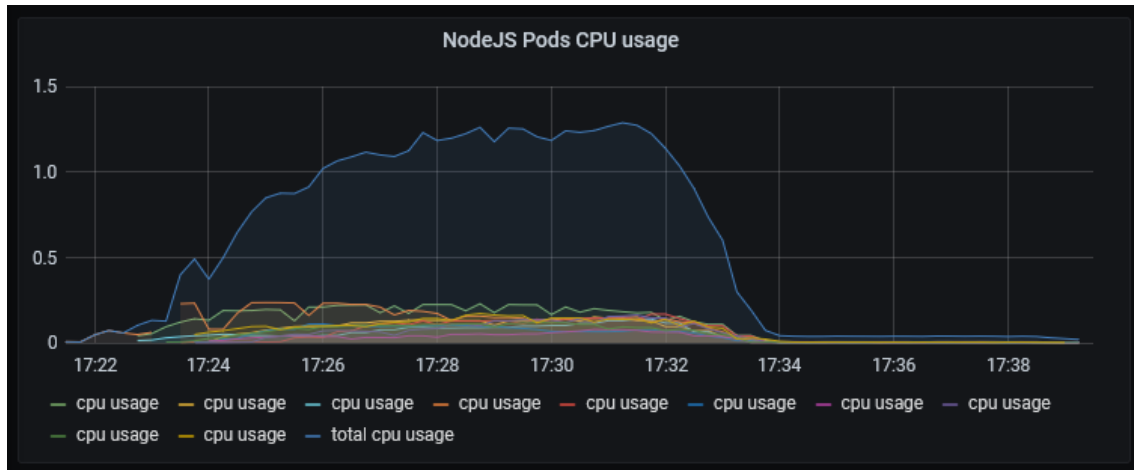 NodeJS Pods CPU usage
1.5
1.0
0.5
0
17:22 17:24 17:26 17:28 17:30 17:32 17:34 17:36 17:38
cpu usage cpu usage cpu usage cpu usage cpu usage cpu usage cpu usage cpu usage
cpu usage cpu usage total cpu usage